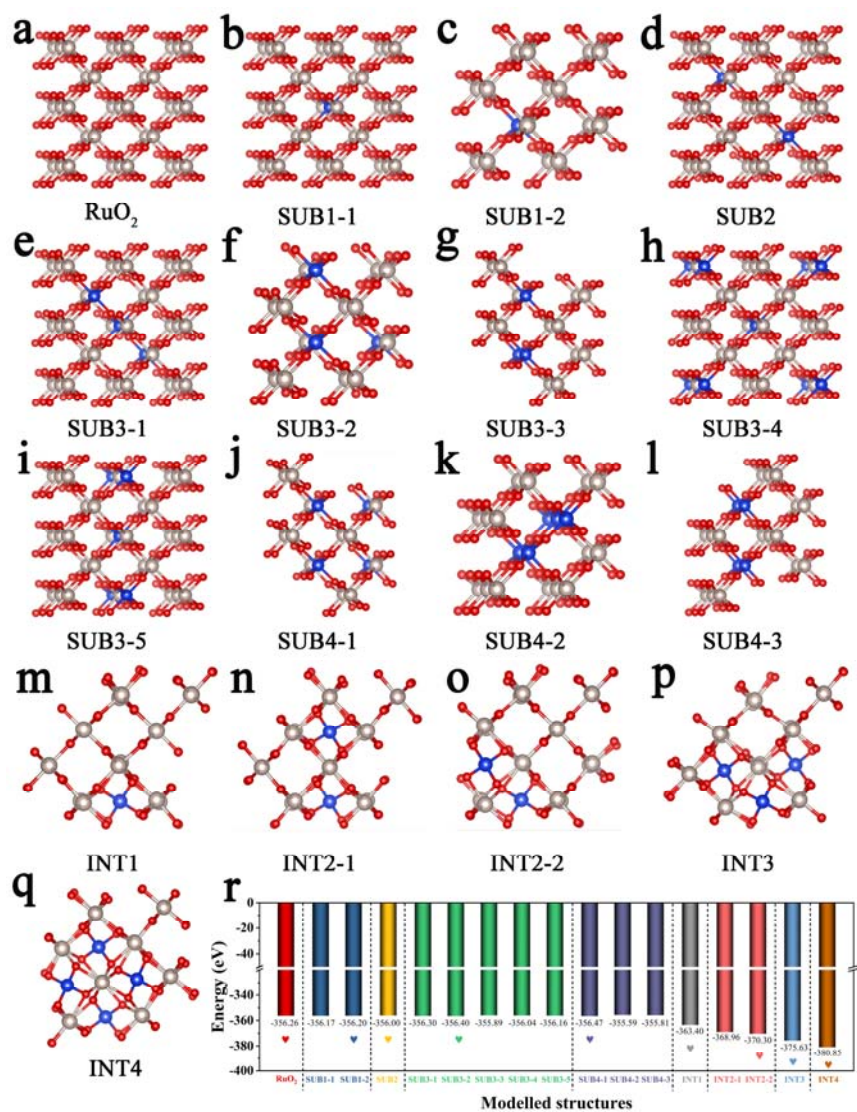 a b c d
RuO₂ SUB1-1 SUB1-2 SUB2
e f g h
SUB3-1 SUB3-2 SUB3-3 SUB3-4
i j k l
SUB3-5 SUB4-1 SUB4-2 SUB4-3
m n o p
INT1 INT2-1 INT2-2 INT3
q r
INT4
Energy (eV)
0
-20
-40
-340
-360
-380
-400
-356.26 -356.17 -356.20 -356.00 -356.30 -356.40 -355.89 -356.04 -356.16 -356.47 -355.59 -355.81 -363.40 -368.96 -370.30 -375.63 -380.85
RuO₂ SUB1-1 SUB1-2 SUB2 SUB3-1 SUB3-2 SUB3-3 SUB3-4 SUB3-5 SUB4-1 SUB4-2 SUB4-3 INT1 INT2-1 INT2-2 INT3 INT4
Modelled structures